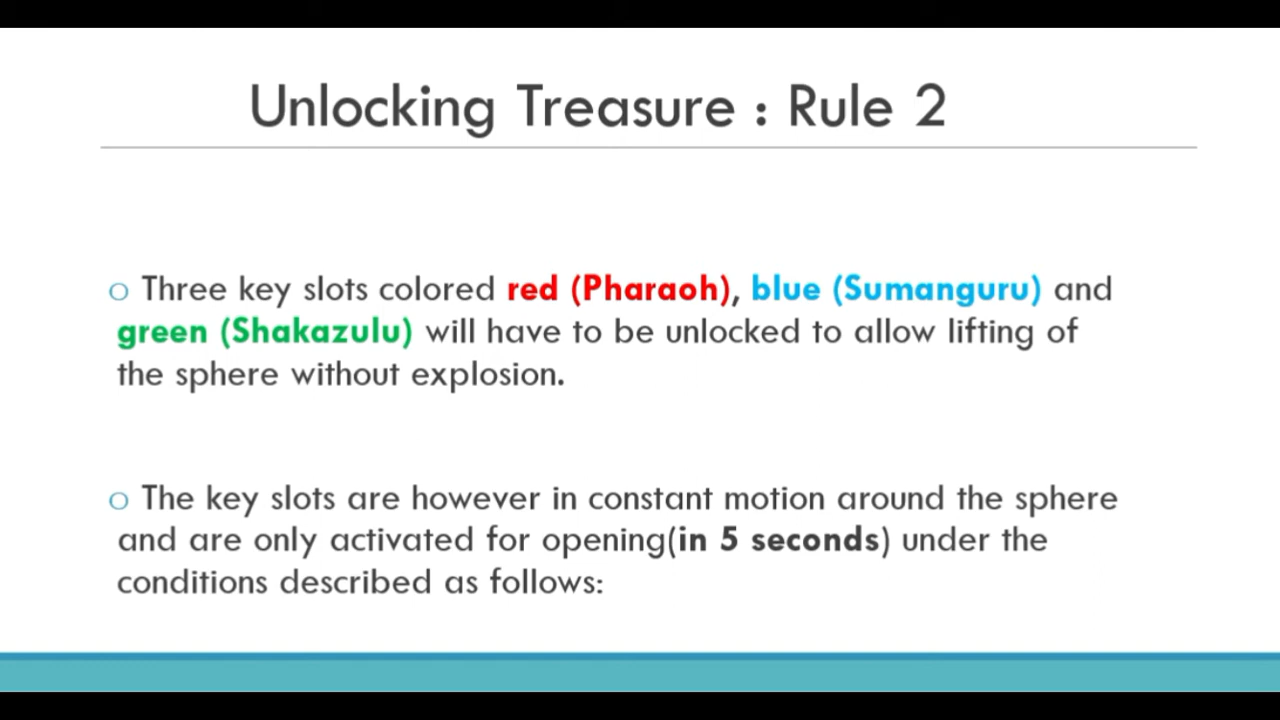 Unlocking Treasure : Rule 2
o Three key slots colored red (Pharaoh), blue (Sumanguru) and
green (Shakazulu) will have to be unlocked to allow lifting of
the sphere without explosion.
o The key slots are however in constant motion around the sphere
and are only activated for opening(in 5 seconds) under the
conditions described as follows: